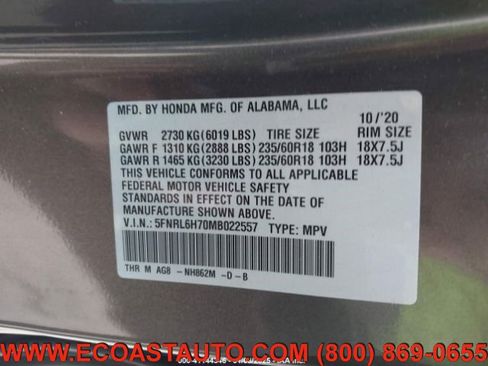 MFD. BY HONDA MFG. OF ALABAMA, LLC
10/'20
GVWR 2730 KG(6019 LBS) TIRE SIZE RIM SIZE
GAWR F 1310 KG(2888 LBS)235/60R18 103H 18X7.5J
GAWR R 1465 KG(3230 LBS)235/60R18 103H 18X7.5J
THIS VEHICLE CONFORMS TO ALL APPLICABLE
FEDERAL MOTOR VEHICLE SAFETY
STANDARDS IN EFFECT ON THE DATE OF
MANUFACTURE SHOWN ABOVE.
V.I.N.: 5FNRL6H70MB022557 TYPE: MPV
THR M AG8 -NH862M -D-B
WWW.ECOASTAUTO.COM (800) 869-0655